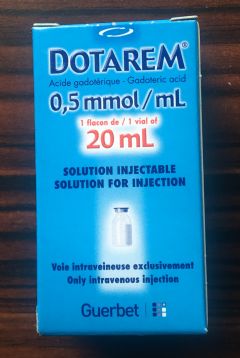 DOTAREM®
Acide gadotérique - Gadoteric acid
0,5 mmol/mL
1 flacon de / 1 vial of
20 mL
SOLUTION INJECTABLE
SOLUTION FOR INJECTION
Voie intraveineuse exclusivement
Only intravenous injection
Guerbet